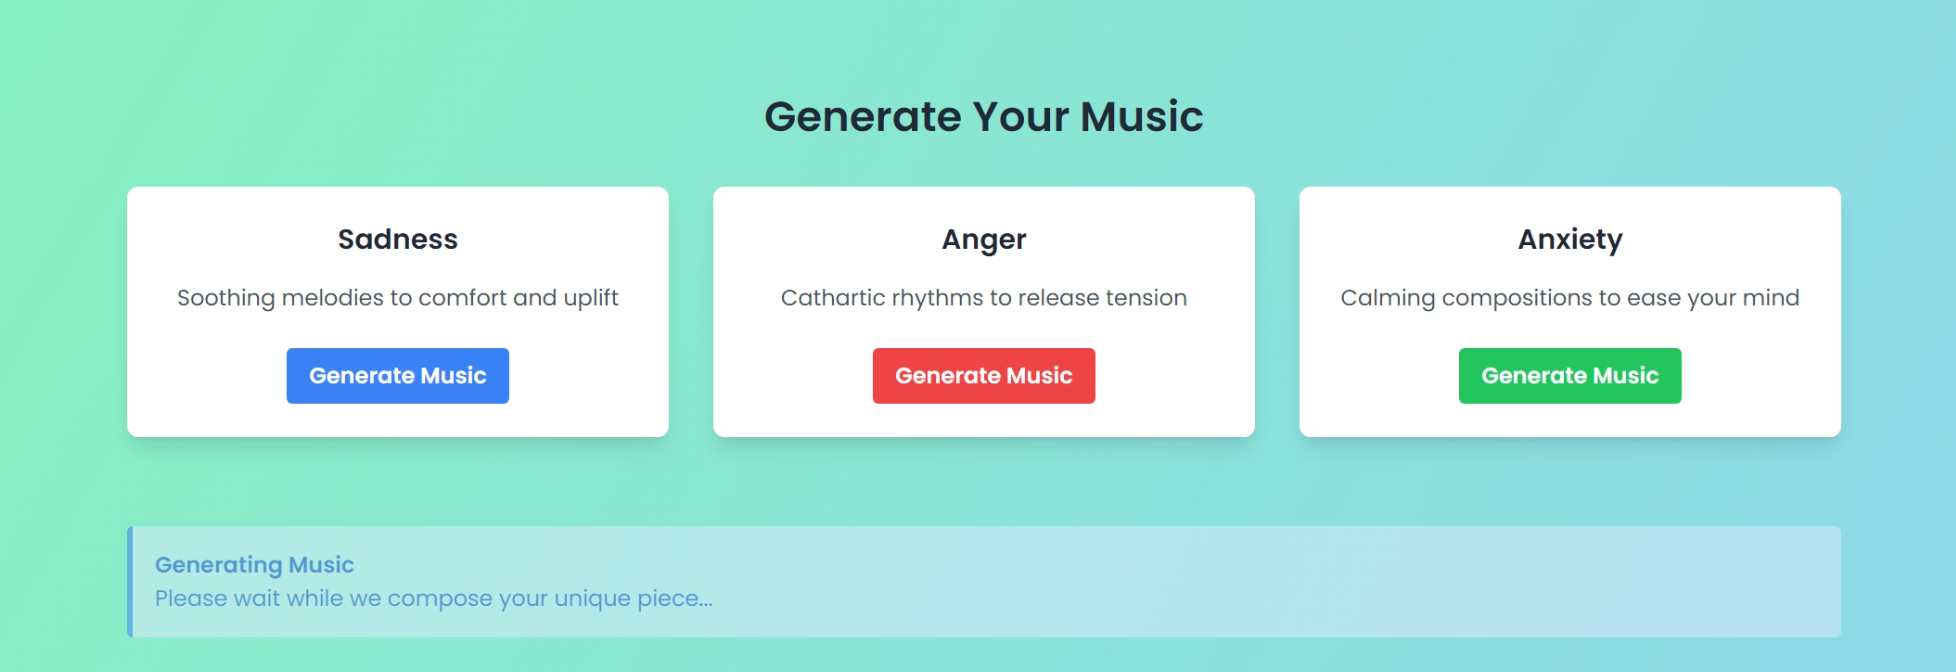 Generate Your Music
Sadness
Soothing melodies to comfort and uplift
Generate Music
Anger
Cathartic rhythms to release tension
Generate Music
Anxiety
Calming compositions to ease your mind
Generate Music
Generating Music
Please wait while we compose your unique piece...